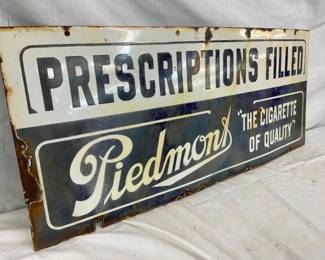 PRESCRIPTIONS FILLED
Piedmont
"THE CIGARETTE
OF QUALITY"